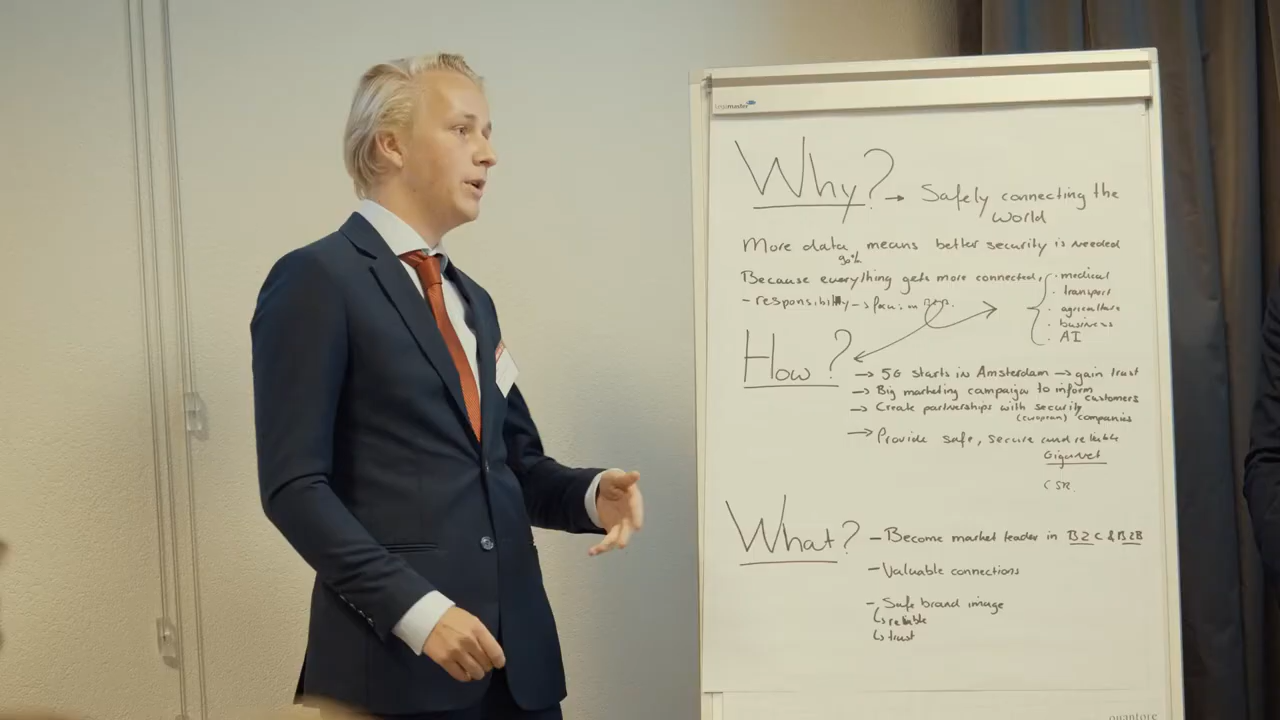 legamaster
Why? → Safely connecting the
world
More data means better security is needed
90%
Because everything gets more connected,
- responsibility →
· medical
· transport
· agriculture
· business
· AI
How?
→ 5G starts in Amsterdam → gain trust
→ Big marketing campaign to inform
customers
→ Create partnerships with security
(european) companies
→ Provide safe, secure and reliable
GigaNet
CSR.
What? – Become market leader in B2C & B2B
– Valuable connections
– Safe brand image
↳ reliable
↳ trust
quantore